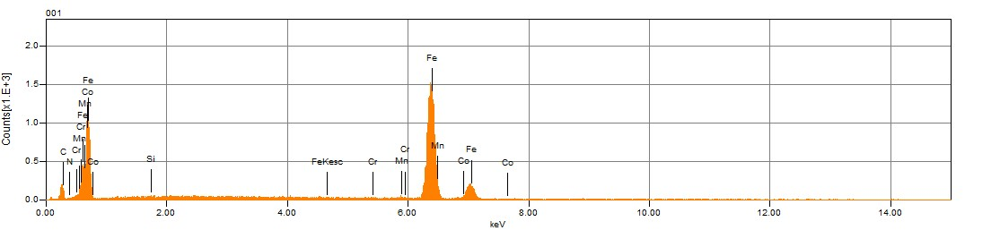 001
Counts[x1.E+3]
2.0
1.5
1.0
0.5
0.0
Fe
Co
Mn
Fe
Cr
Mn
Cr
C
N
Co
Si
FeKesc
Cr
Cr
Mn
Fe
Mn
Co
Fe
Co
0.00 2.00 4.00 6.00 8.00 10.00 12.00 14.00
keV